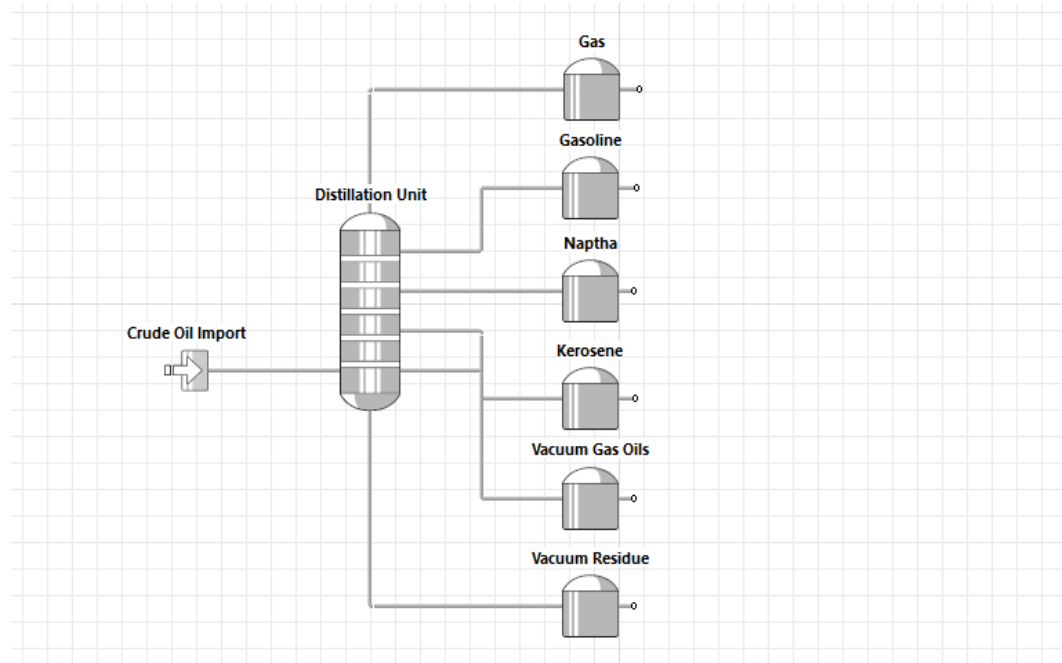 Gas
Gasoline
Distillation Unit
Naptha
Crude Oil Import
Kerosene
Vacuum Gas Oils
Vacuum Residue